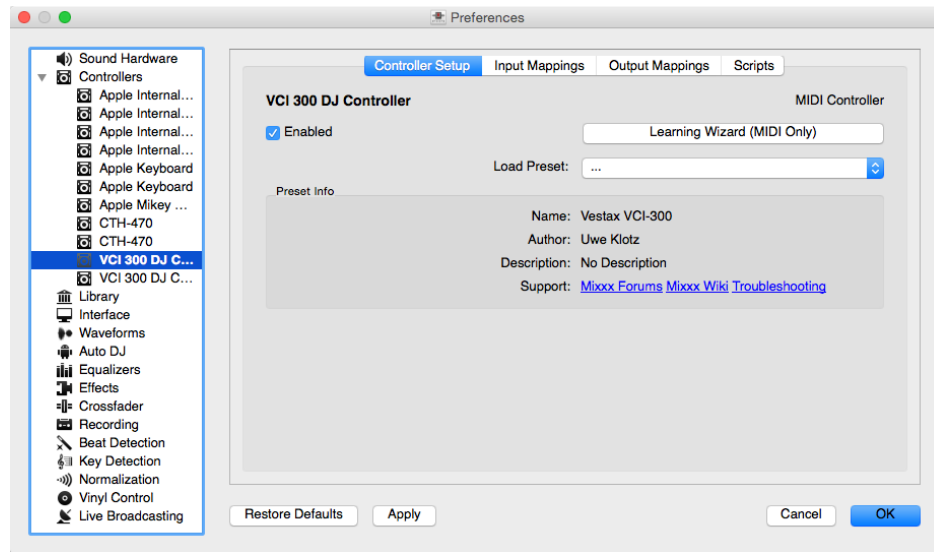 Preferences
Sound Hardware
Controllers
Apple Internal...
Apple Internal...
Apple Internal...
Apple Internal...
Apple Keyboard
Apple Keyboard
Apple Mikey ...
CTH-470
CTH-470
VCI 300 DJ C...
VCI 300 DJ C...
Library
Interface
Waveforms
Auto DJ
Equalizers
Effects
Crossfader
Recording
Beat Detection
Key Detection
Normalization
Vinyl Control
Live Broadcasting
Controller Setup Input Mappings Output Mappings Scripts
VCI 300 DJ Controller MIDI Controller
Enabled Learning Wizard (MIDI Only)
Load Preset: ...
Preset Info
Name: Vestax VCI-300
Author: Uwe Klotz
Description: No Description
Support: Mixxx Forums Mixxx Wiki Troubleshooting
Restore Defaults Apply Cancel OK